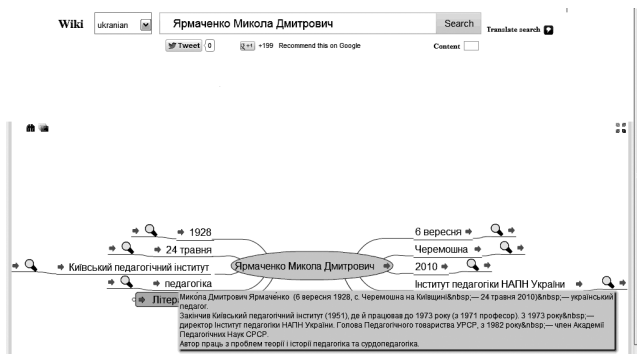 Wiki ukranian Ярмаченко Микола Дмитрович Search Translate search
Tweet 0 +1 +199 Recommend this on Google Content
1928 6 вересня
24 травня Черемошна
Київський педагогічний інститут Ярмаченко Микола Дмитрович 2010
педагогіка Інститут педагогіки НАПН України
Літер
Микола Дмитрович Ярмаченко (6 вересня 1928, с. Черемошна на Київщині&nbsp;— 24 травня 2010)&nbsp;— український
педагог.
Закінчив Київський педагогічний інститут (1951), де й працював до 1973 року (з 1971 професор). З 1973 року&nbsp;—
директор Інститут педагогіки НАПН України. Голова Педагогічного товариства УРСР, з 1982 року&nbsp;— член Академії
Педагогічних Наук СРСР.
Автор праць з проблем теорії і історії педагогіка та сурдопедагогіка.